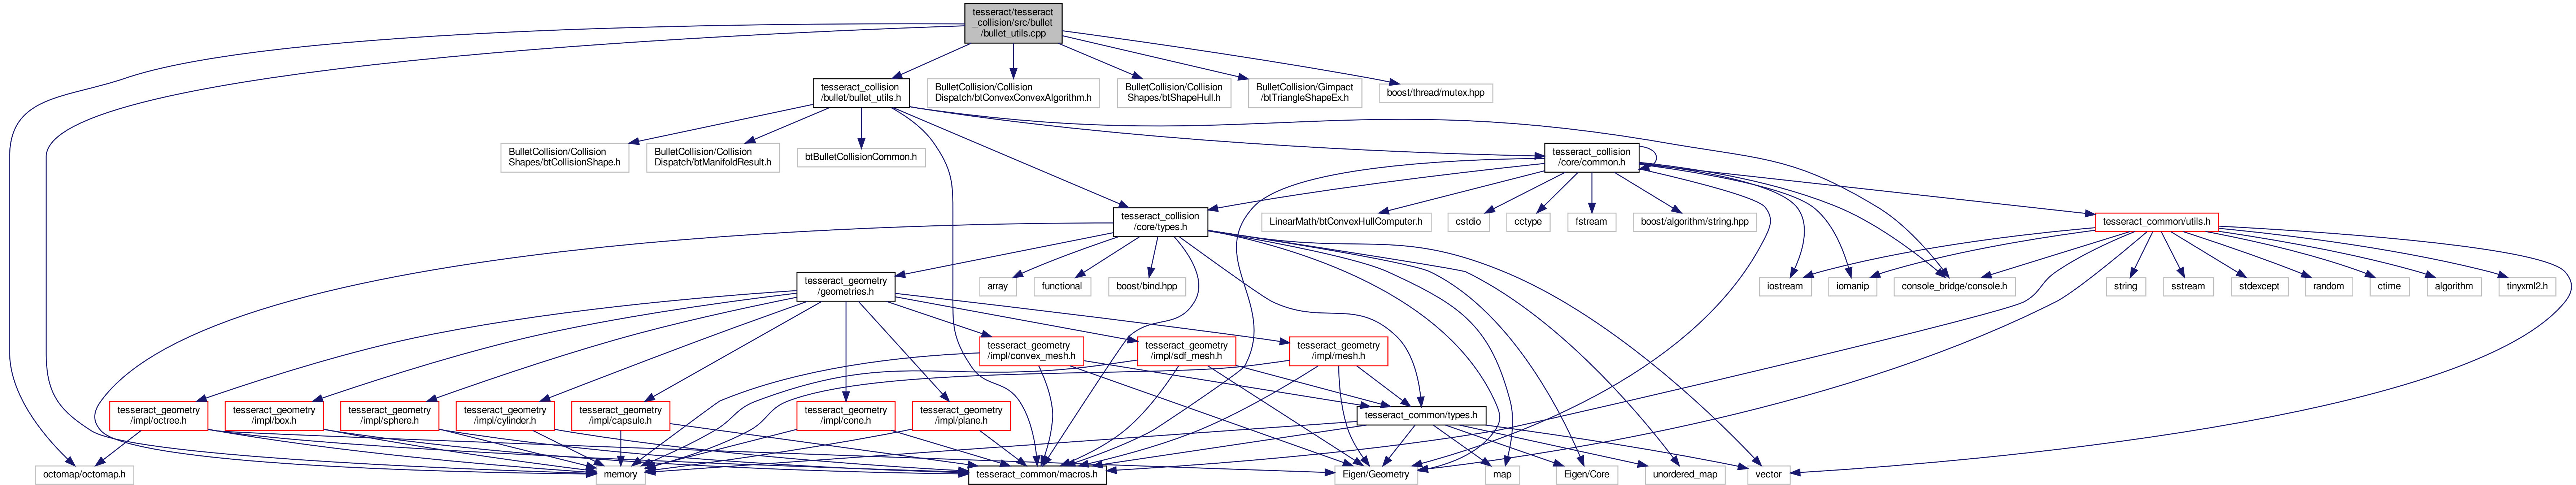 tesseract/tesseract
_collision/src/bullet
/bullet_utils.cpp
tesseract_collision
/bullet/bullet_utils.h
BulletCollision/Collision
Dispatch/btConvexConvexAlgorithm.h
BulletCollision/Collision
Shapes/btShapeHull.h
BulletCollision/Gimpact
/btTriangleShapeEx.h
boost/thread/mutex.hpp
BulletCollision/Collision
Shapes/btCollisionShape.h
BulletCollision/Collision
Dispatch/btManifoldResult.h
btBulletCollisionCommon.h
tesseract_collision
/core/common.h
tesseract_collision
/core/types.h
LinearMath/btConvexHullComputer.h
cstdio
cctype
fstream
boost/algorithm/string.hpp
tesseract_common/utils.h
tesseract_geometry
/geometries.h
array
functional
boost/bind.hpp
iostream
iomanip
console_bridge/console.h
string
sstream
stdexcept
random
ctime
algorithm
tinyxml2.h
tesseract_geometry
/impl/convex_mesh.h
tesseract_geometry
/impl/sdf_mesh.h
tesseract_geometry
/impl/mesh.h
tesseract_geometry
/impl/octree.h
tesseract_geometry
/impl/box.h
tesseract_geometry
/impl/sphere.h
tesseract_geometry
/impl/cylinder.h
tesseract_geometry
/impl/capsule.h
tesseract_geometry
/impl/cone.h
tesseract_geometry
/impl/plane.h
tesseract_common/types.h
octomap/octomap.h
memory
tesseract_common/macros.h
Eigen/Geometry
map
Eigen/Core
unordered_map
vector